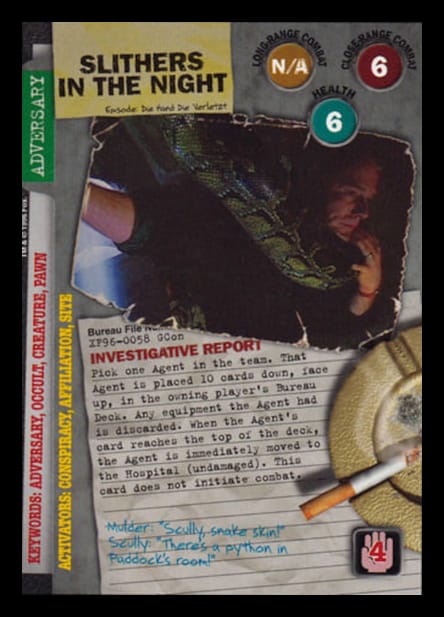 SLITHERS
IN THE NIGHT
Episode: Die Hand Die Verletzt
LONG-RANGE COMBAT
N/A
CLOSE-RANGE COMBAT
6
HEALTH
6
ADVERSARY
TM & © 1996 Fox.
KEYWORDS: ADVERSARY, OCCULT, CREATURE, PAWN
ACTIVATORS: CONSPIRACY, AFFILIATION, SITE
Bureau File
XF96-0058 GCon
INVESTIGATIVE REPORT
Pick one Agent in the team. That
Agent is placed 10 cards down, face
up, in the owning player's Bureau
Deck. Any equipment the Agent had
is discarded. When the Agent's
card reaches the top of the deck,
the Agent is immediately moved to
the Hospital (undamaged). This
card does not initiate combat.
Mulder: "Scully, snake skin!"
Scully: "There's a python in
Paddock's room!"
4